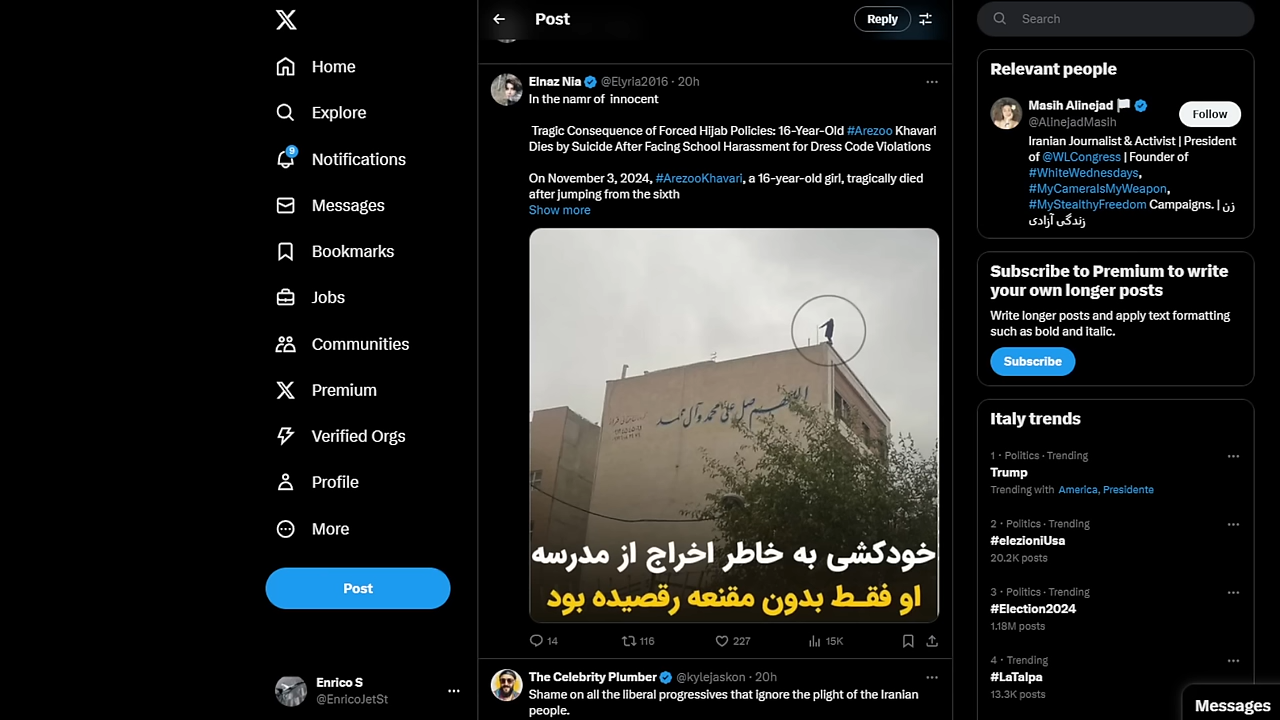 Home
Explore
9
Notifications
Messages
Bookmarks
Jobs
Communities
Premium
Verified Orgs
Profile
More
Post
Enrico S
@EnricoJetSt
Post
Reply
Elnaz Nia @Elyria2016 · 20h
In the namr of innocent
Tragic Consequence of Forced Hijab Policies: 16-Year-Old #Arezoo Khavari
Dies by Suicide After Facing School Harassment for Dress Code Violations
On November 3, 2024, #ArezooKhavari, a 16-year-old girl, tragically died
after jumping from the sixth
Show more
اللهم صل علی محمد وآل محمد
خودکشی به خاطر اخراج از مدرسه
او فقـط بدون مقنعه رقصیده بود
14
116
227
15K
The Celebrity Plumber @kylejaskon · 20h
Shame on all the liberal progressives that ignore the plight of the Iranian
people.
Search
Relevant people
Masih Alinejad
@AlinejadMasih
Follow
Iranian Journalist & Activist | President
of @WLCongress | Founder of
#WhiteWednesdays,
#MyCameraIsMyWeapon,
#MyStealthyFreedom Campaigns. | زن
زندگی آزادی
Subscribe to Premium to write
your own longer posts
Write longer posts and apply text formatting
such as bold and italic.
Subscribe
Italy trends
1 · Politics · Trending
Trump
Trending with America, Presidente
2 · Politics · Trending
#elezioniUsa
20.2K posts
3 · Politics · Trending
#Election2024
1.18M posts
4 · Trending
#LaTalpa
13.3K posts
Messages